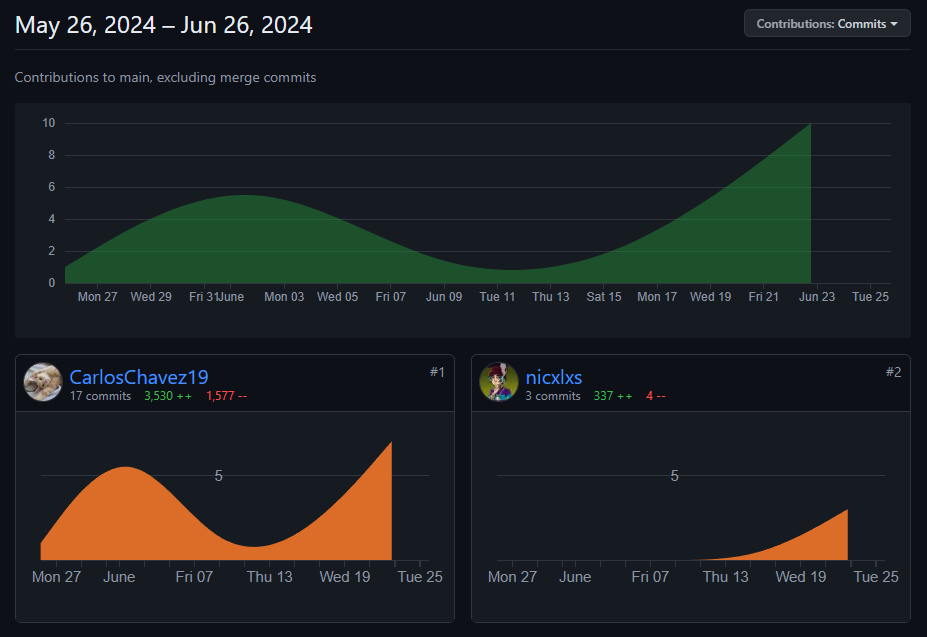 May 26, 2024 – Jun 26, 2024
Contributions: Commits
Contributions to main, excluding merge commits
10
8
6
4
2
0
Mon 27 Wed 29 Fri 31 June Mon 03 Wed 05 Fri 07 Jun 09 Tue 11 Thu 13 Sat 15 Mon 17 Wed 19 Fri 21 Jun 23 Tue 25
CarlosChavez19 #1
17 commits 3,530 ++ 1,577 --
5
Mon 27 June Fri 07 Thu 13 Wed 19 Tue 25
nicxlxs #2
3 commits 337 ++ 4 --
5
Mon 27 June Fri 07 Thu 13 Wed 19 Tue 25